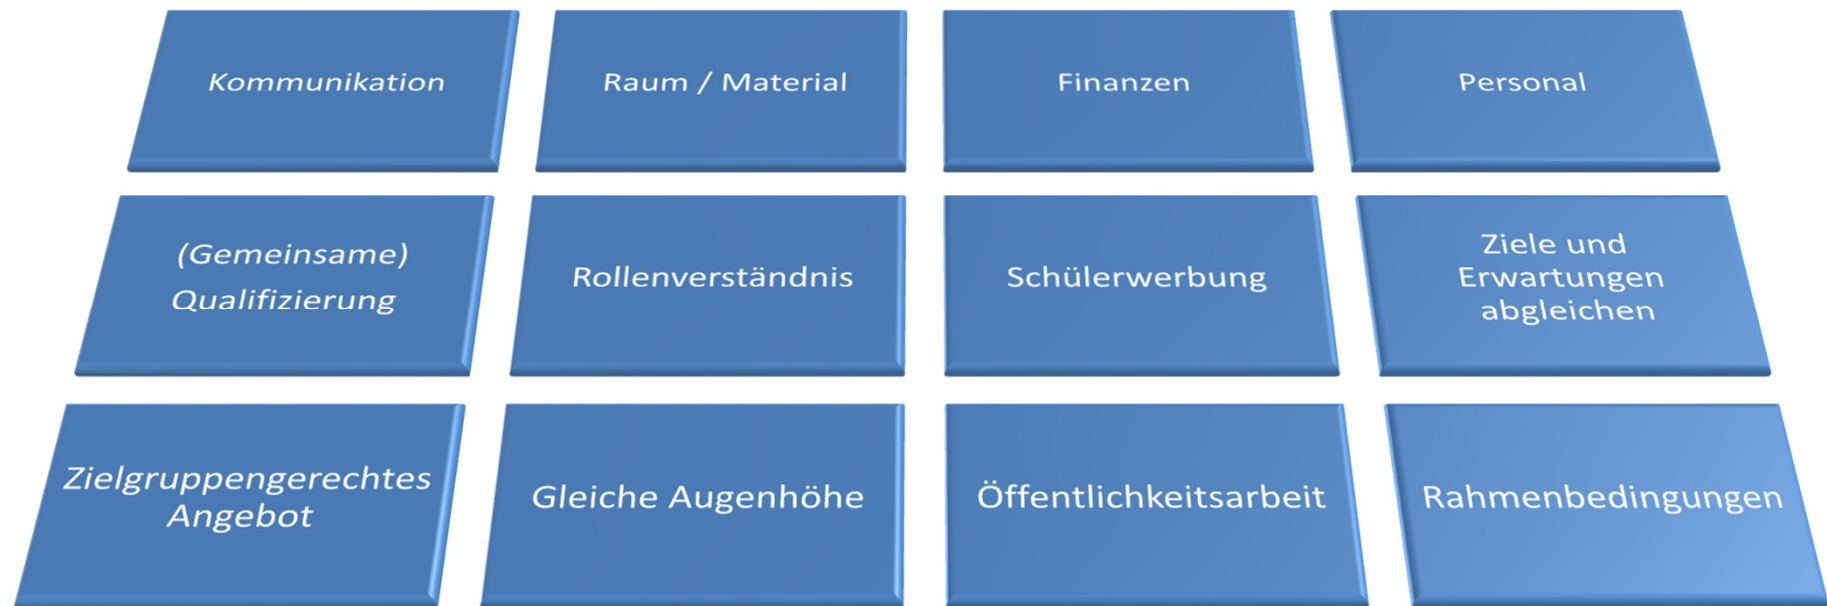 Kommunikation
Raum / Material
Finanzen
Personal
(Gemeinsame)
Qualifizierung
Rollenverständnis
Schülerwerbung
Ziele und
Erwartungen
abgleichen
Zielgruppengerechtes
Angebot
Gleiche Augenhöhe
Öffentlichkeitsarbeit
Rahmenbedingungen